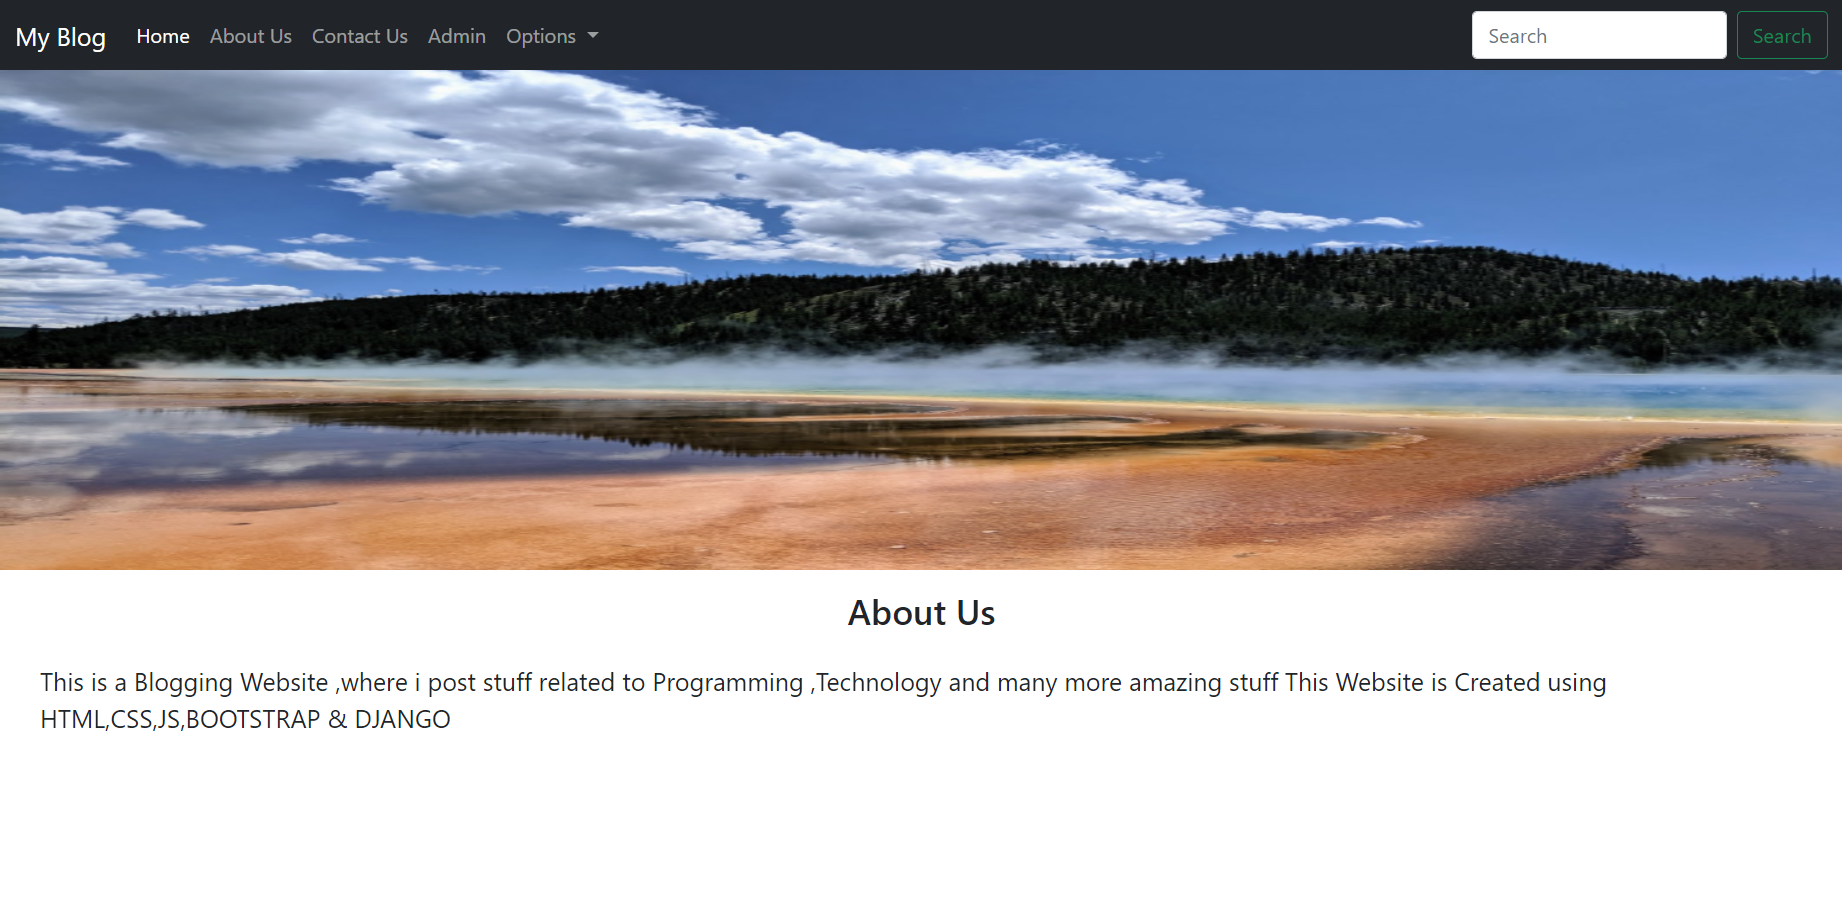 My Blog Home About Us Contact Us Admin Options Search Search
About Us
This is a Blogging Website ,where i post stuff related to Programming ,Technology and many more amazing stuff This Website is Created using
HTML,CSS,JS,BOOTSTRAP & DJANGO